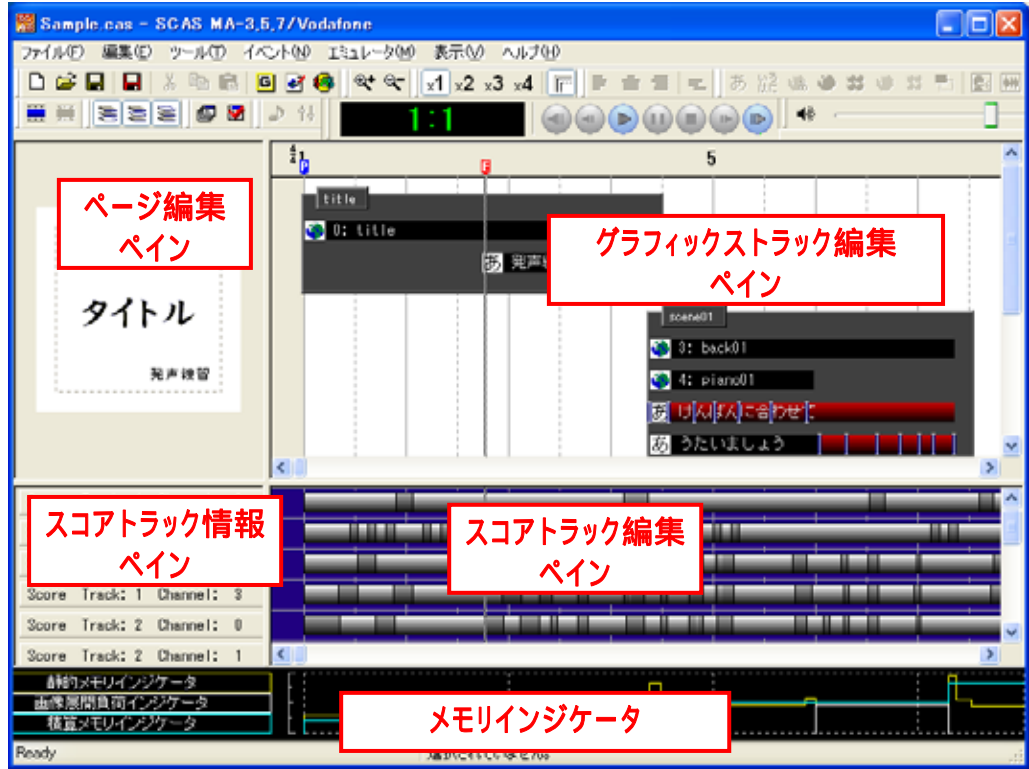 Sample.cas - SCAS MA-3,5,7/Vodafone
ファイル(F) 編集(E) ツール(T) イベント(N) エミュレータ(M) 表示(V) ヘルプ(H)
x1 x2 x3 x4
1:1
4/4 1 5
P F
ページ編集
ペイン
タイトル
発声練習
title
0: title
あ 発声
グラフィックストラック編集
ペイン
scene01
3: back01
4: piano01
あ けんばんに合わせて
あ うたいましょう
スコアトラック情報
ペイン
スコアトラック編集
ペイン
Score Track: 1 Channel: 3
Score Track: 2 Channel: 0
Score Track: 2 Channel: 1
静的メモリインジケータ
画像展開負荷インジケータ
積算メモリインジケータ
メモリインジケータ
Ready